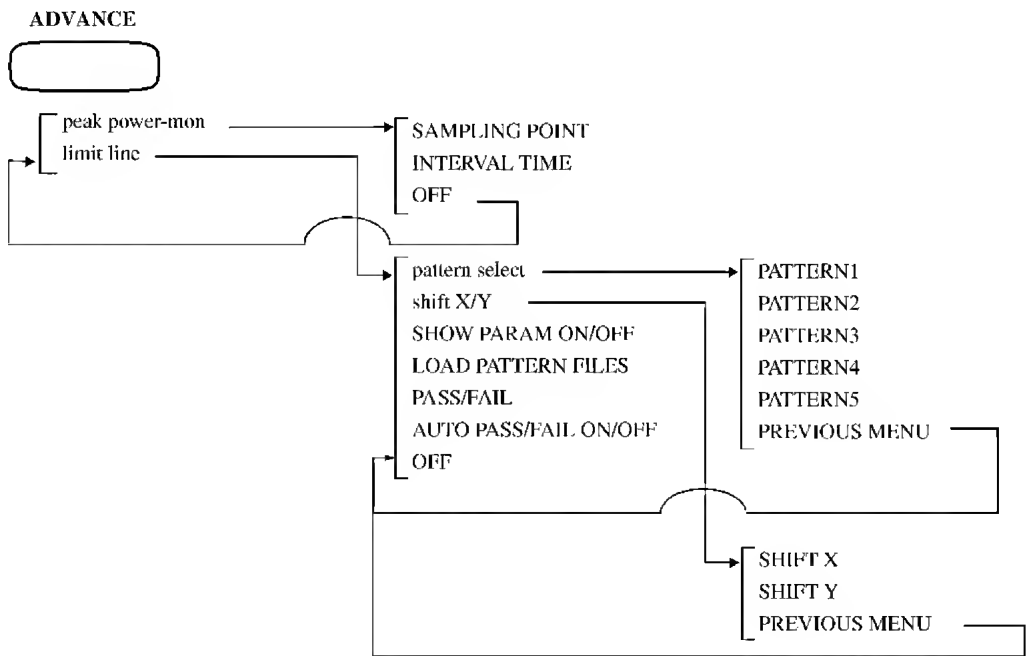 ADVANCE
peak power-mon
limit line
SAMPLING POINT
INTERVAL TIME
OFF
pattern select
shift X/Y
SHOW PARAM ON/OFF
LOAD PATTERN FILES
PASS/FAIL
AUTO PASS/FAIL ON/OFF
OFF
PATTERN1
PATTERN2
PATTERN3
PATTERN4
PATTERN5
PREVIOUS MENU
SHIFT X
SHIFT Y
PREVIOUS MENU